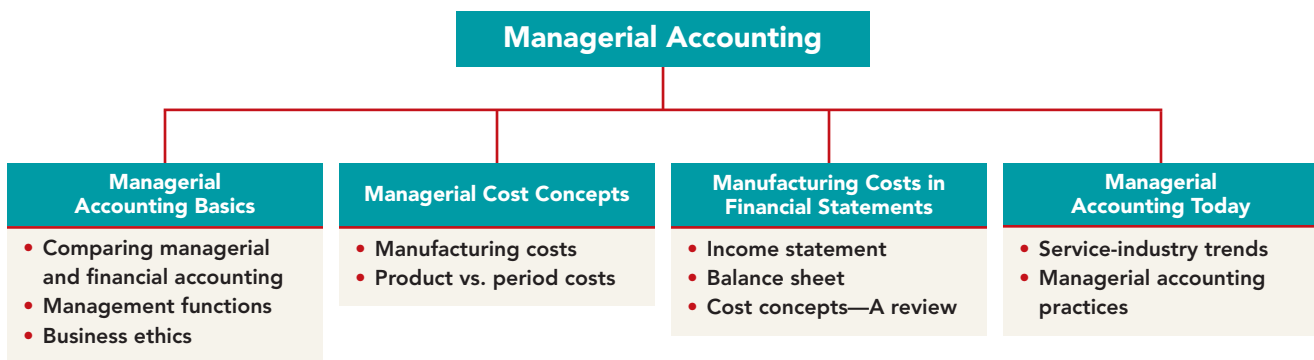 Managerial Accounting
Managerial
Accounting Basics
• Comparing managerial
and financial accounting
• Management functions
• Business ethics
Managerial Cost Concepts
• Manufacturing costs
• Product vs. period costs
Manufacturing Costs in
Financial Statements
• Income statement
• Balance sheet
• Cost concepts—A review
Managerial
Accounting Today
• Service-industry trends
• Managerial accounting
practices